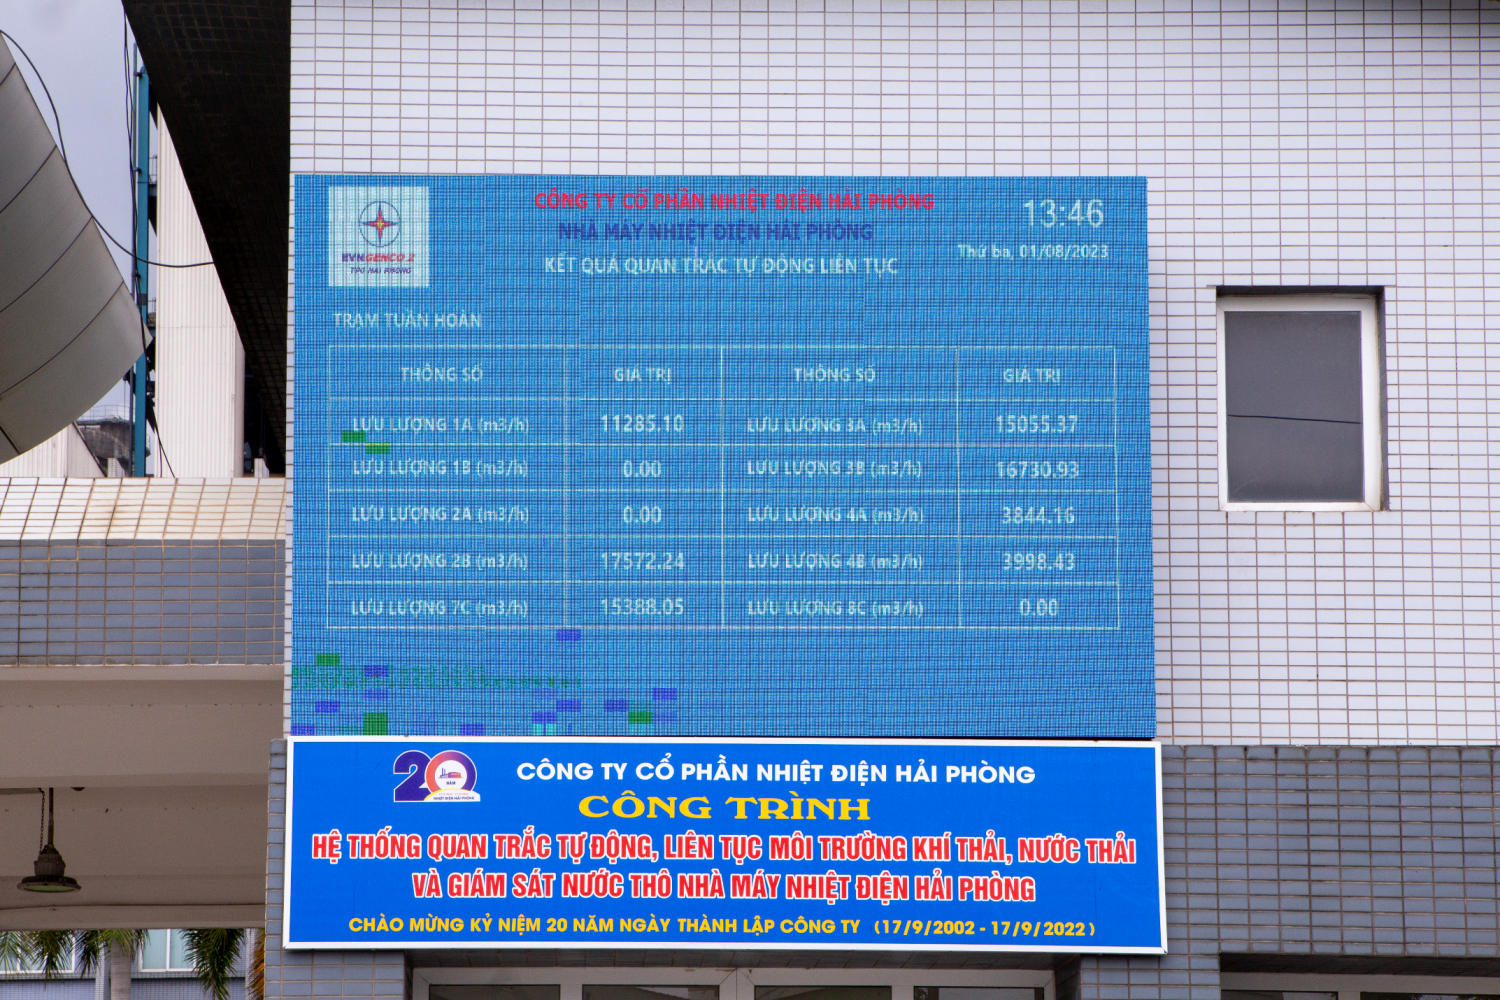 EVNGENCO 2
TPC HẢI PHÒNG
CÔNG TY CỔ PHẦN NHIỆT ĐIỆN HẢI PHÒNG
NHÀ MÁY NHIỆT ĐIỆN HẢI PHÒNG
KẾT QUẢ QUAN TRẮC TỰ ĐỘNG LIÊN TỤC
13:46
Thứ ba, 01/08/2023
TRẠM TUẦN HOÀN
THÔNG SỐ GIÁ TRỊ THÔNG SỐ GIÁ TRỊ
LƯU LƯỢNG 1A (m3/h) 11285.10 LƯU LƯỢNG 3A (m3/h) 15055.37
LƯU LƯỢNG 1B (m3/h) 0.00 LƯU LƯỢNG 3B (m3/h) 16730.93
LƯU LƯỢNG 2A (m3/h) 0.00 LƯU LƯỢNG 4A (m3/h) 3844.16
LƯU LƯỢNG 2B (m3/h) 17572.24 LƯU LƯỢNG 4B (m3/h) 3998.43
LƯU LƯỢNG 7C (m3/h) 15388.05 LƯU LƯỢNG 8C (m3/h) 0.00
20
NĂM
NHIỆT ĐIỆN HẢI PHÒNG
CÔNG TY CỔ PHẦN NHIỆT ĐIỆN HẢI PHÒNG
CÔNG TRÌNH
HỆ THỐNG QUAN TRẮC TỰ ĐỘNG, LIÊN TỤC MÔI TRƯỜNG KHÍ THẢI, NƯỚC THẢI
VÀ GIÁM SÁT NƯỚC THÔ NHÀ MÁY NHIỆT ĐIỆN HẢI PHÒNG
CHÀO MỪNG KỶ NIỆM 20 NĂM NGÀY THÀNH LẬP CÔNG TY (17/9/2002 - 17/9/2022)